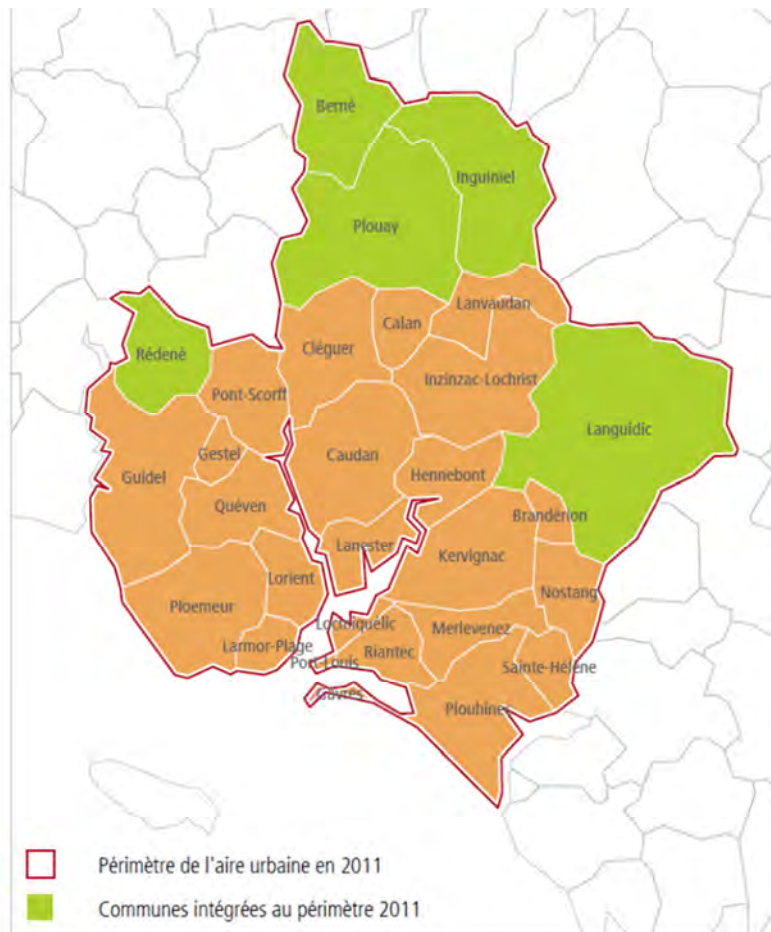 Berné
Inguiniel
Plouay
Lanvaudan
Calan
Cléguer
Rédené
Inzinzac-Lochrist
Pont-Scorff
Languidic
Gestel
Caudan
Guidel
Hennebont
Quéven
Brandérion
Lanester
Kervignac
Lorient
Nostang
Ploemeur
Locmiquélic
Merlevenez
Larmor-Plage
Riantec
Port-Louis
Sainte-Hélène
Gâvres
Plouhinec
Périmètre de l'aire urbaine en 2011
Communes intégrées au périmètre 2011